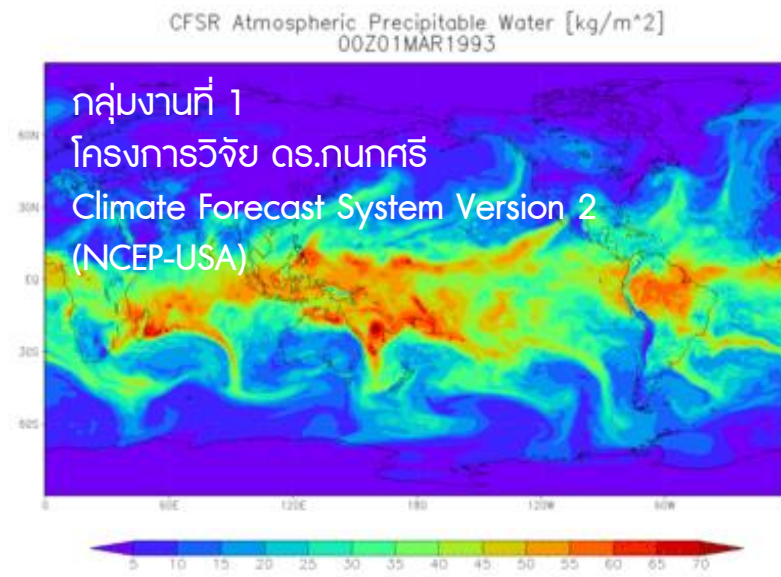 CFSR Atmospheric Precipitable Water [kg/m^2]
00Z01MAR1993
กลุ่มงานที่ 1
โครงการวิจัย ดร.กนกศรี
Climate Forecast System Version 2
(NCEP-USA)
60N
30N
EQ
30S
60S
0 60E 120E 180 120W 60W
5 10 15 20 25 30 35 40 45 50 55 60 65 70